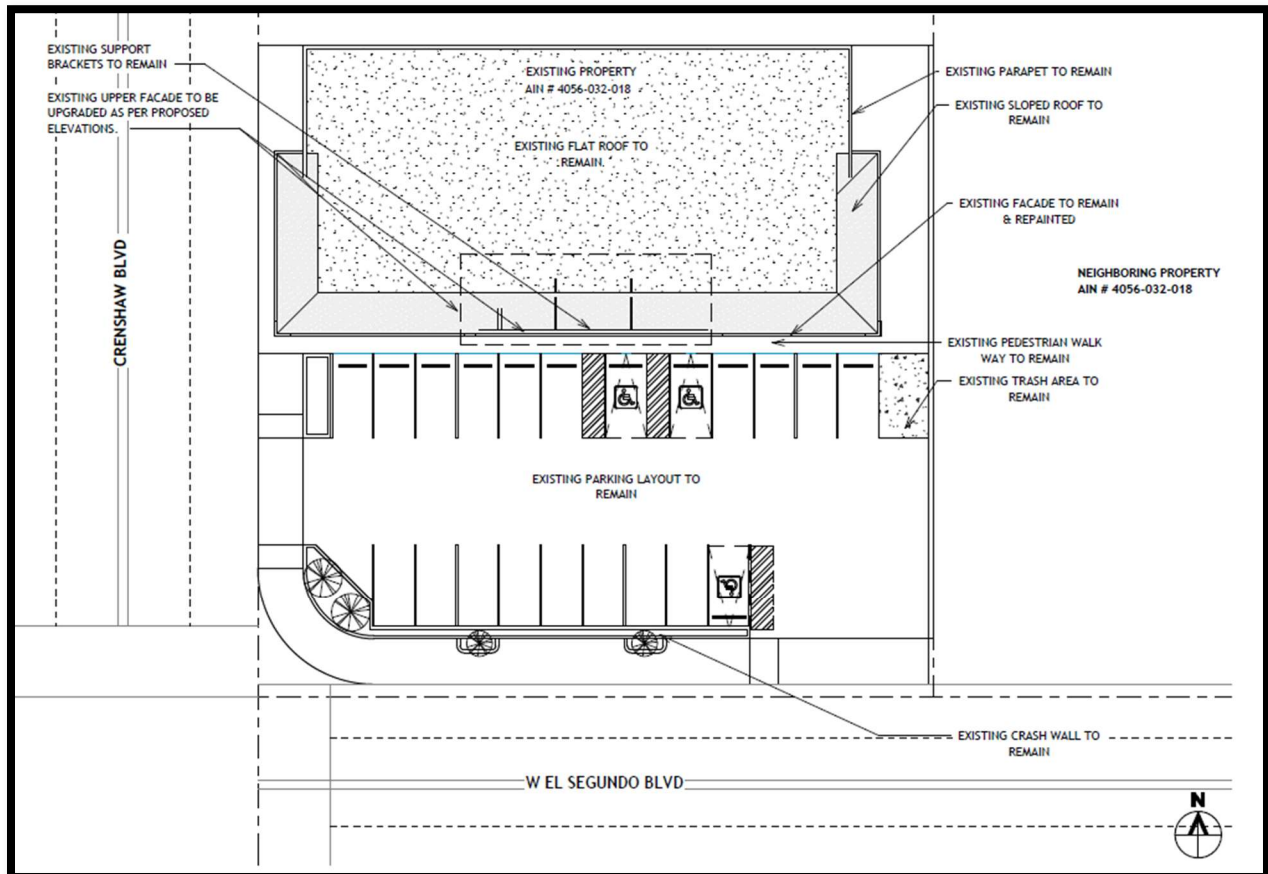 EXISTING SUPPORT
BRACKETS TO REMAIN
EXISTING UPPER FACADE TO BE
UPGRADED AS PER PROPOSED
ELEVATIONS.
EXISTING PROPERTY
AIN # 4056-032-018
EXISTING FLAT ROOF TO
REMAIN.
EXISTING PARAPET TO REMAIN
EXISTING SLOPED ROOF TO
REMAIN
EXISTING FACADE TO REMAIN
& REPAINTED
NEIGHBORING PROPERTY
AIN # 4056-032-018
EXISTING PEDESTRIAN WALK
WAY TO REMAIN
EXISTING TRASH AREA TO
REMAIN
CRENSHAW BLVD
EXISTING PARKING LAYOUT TO
REMAIN
EXISTING CRASH WALL TO
REMAIN
W EL SEGUNDO BLVD
N